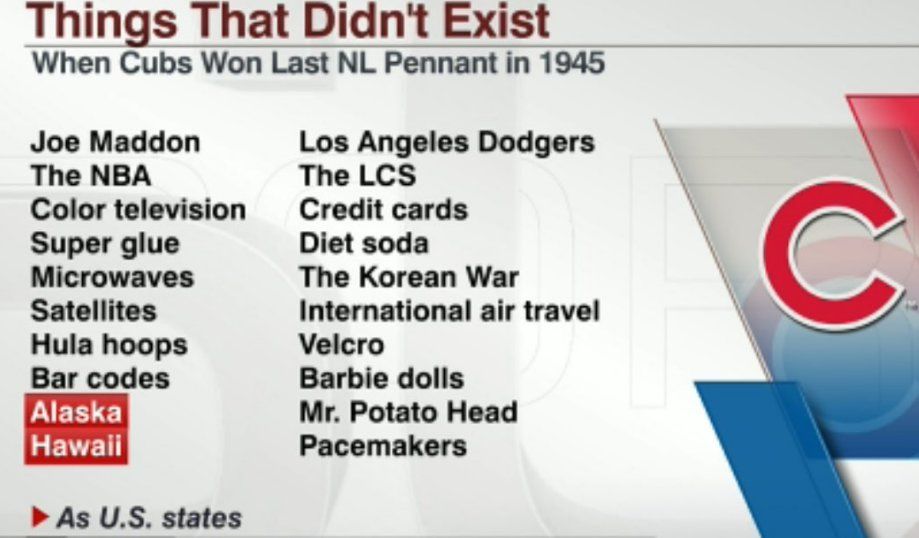 Things That Didn't Exist
When Cubs Won Last NL Pennant in 1945
Joe Maddon
The NBA
Color television
Super glue
Microwaves
Satellites
Hula hoops
Bar codes
Alaska
Hawaii
Los Angeles Dodgers
The LCS
Credit cards
Diet soda
The Korean War
International air travel
Velcro
Barbie dolls
Mr. Potato Head
Pacemakers
As U.S. states
C